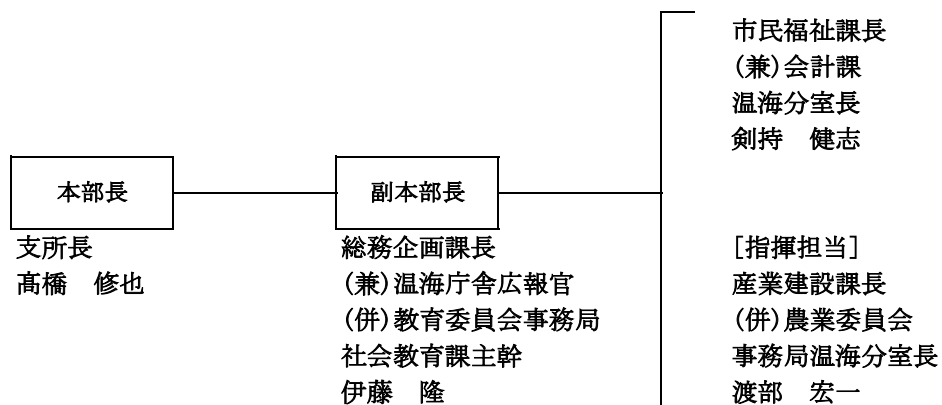 本部長
支所長
髙橋　修也
副本部長
総務企画課長
(兼)温海庁舎広報官
(併)教育委員会事務局
社会教育課主幹
伊藤　隆
市民福祉課長
(兼)会計課
温海分室長
剣持　健志
[指揮担当]
産業建設課長
(併)農業委員会
事務局温海分室長
渡部　宏一